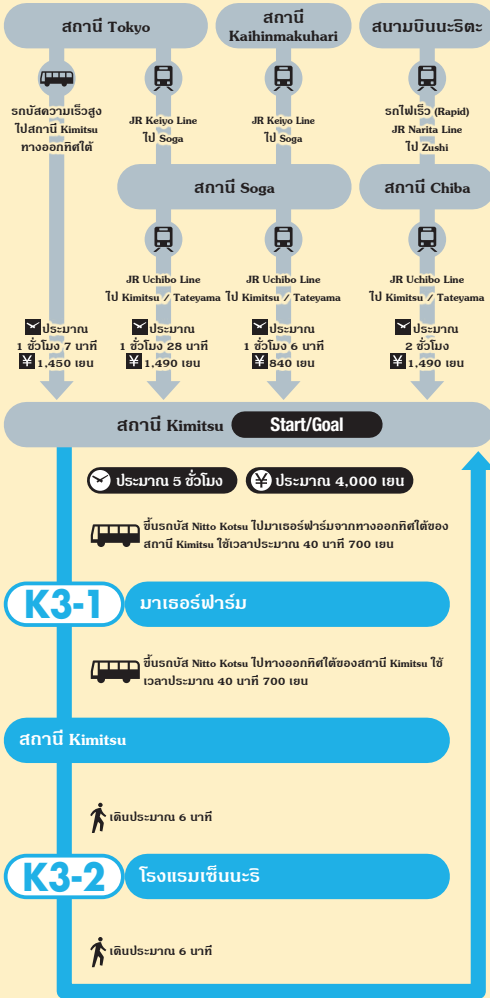 สถานี Tokyo
สถานี
Kaihinmakuhari
สนามบินนะริตะ
รถบัสความเร็วสูง
ไปสถานี Kimitsu
ทางออกทิศใต้
JR Keiyo Line
ไป Soga
JR Keiyo Line
ไป Soga
รถไฟเร็ว (Rapid)
JR Narita Line
ไป Zushi
สถานี Soga
สถานี Chiba
JR Uchibo Line
ไป Kimitsu / Tateyama
JR Uchibo Line
ไป Kimitsu / Tateyama
JR Uchibo Line
ไป Kimitsu / Tateyama
ประมาณ
1 ชั่วโมง 7 นาที
¥ 1,450 เยน
ประมาณ
1 ชั่วโมง 28 นาที
¥ 1,490 เยน
ประมาณ
1 ชั่วโมง 6 นาที
¥ 840 เยน
ประมาณ
2 ชั่วโมง
¥ 1,490 เยน
สถานี Kimitsu Start/Goal
ประมาณ 5 ชั่วโมง ¥ ประมาณ 4,000 เยน
ขึ้นรถบัส Nitto Kotsu ไปมาเธอร์ฟาร์มจากทางออกทิศใต้ของ
สถานี Kimitsu ใช้เวลาประมาณ 40 นาที 700 เยน
K3-1 มาเธอร์ฟาร์ม
ขึ้นรถบัส Nitto Kotsu ไปทางออกทิศใต้ของสถานี Kimitsu ใช้
เวลาประมาณ 40 นาที 700 เยน
สถานี Kimitsu
เดินประมาณ 6 นาที
K3-2 โรงแรมเซ็นนะริ
เดินประมาณ 6 นาที